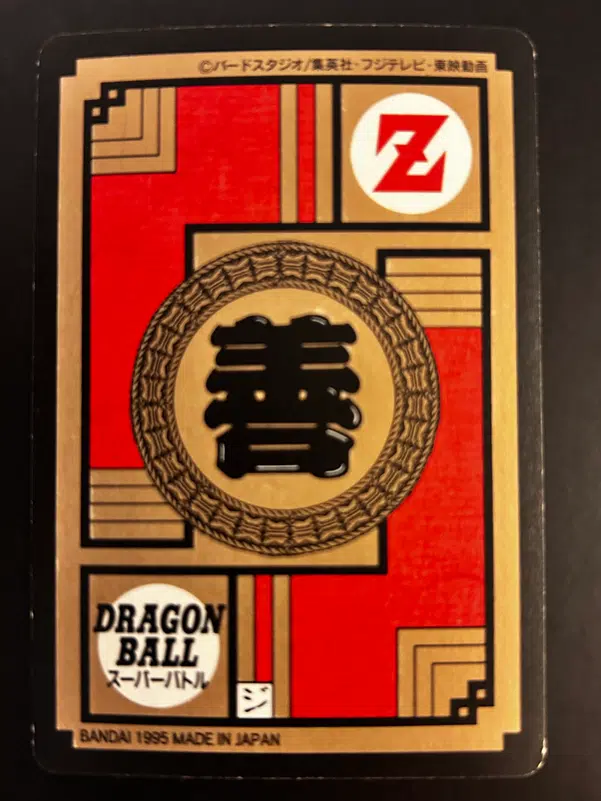 ©バードスタジオ/集英社・フジテレビ・東映動画
Z
善
DRAGON
BALL
スーパーバトル
ジ
BANDAI 1995 MADE IN JAPAN